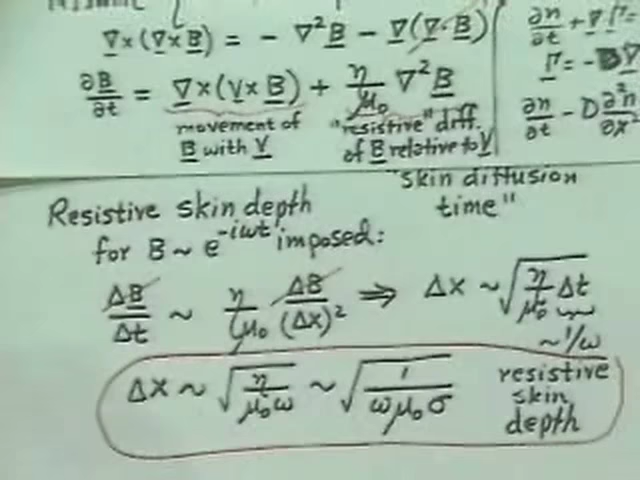 ∇×(∇×B) = - ∇²B - ∇(∇·B)
∂B/∂t = ∇×(V×B) + η/μ₀ ∇²B
movement of B with V
"resistive" diff. of B relative to V
∂n/∂t + ∇·Γ =
Γ = -D∇
∂n/∂t - D ∂²n/∂x²
"skin diffusion time"
Resistive skin depth
for B ~ e^{-iωt} imposed:
ΔB/Δt ~ η/μ₀ ΔB/(Δx)² ⇒ Δx ~ √(η/μ₀ Δt)
~1/ω
Δx ~ √(η/μ₀ω) ~ √(1/ωμ₀σ)
resistive
skin
depth